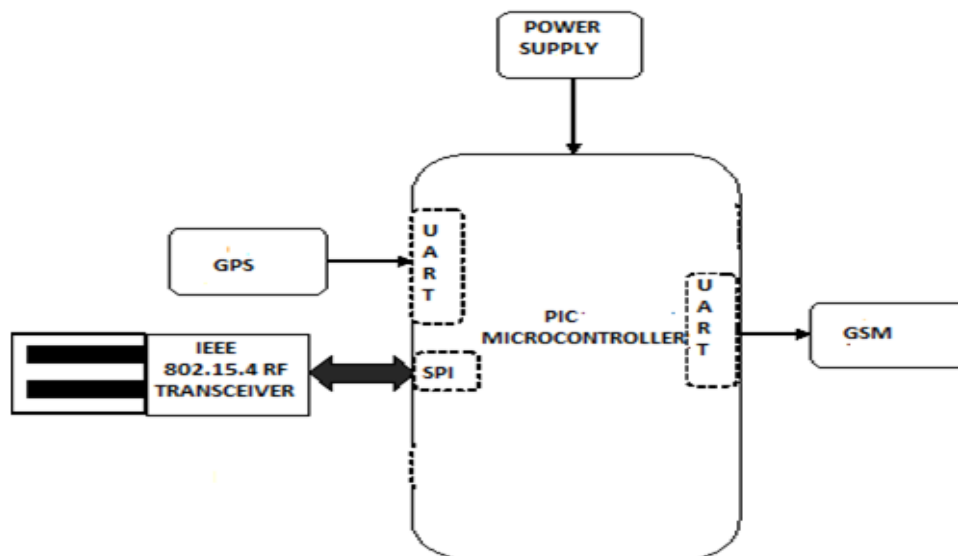 POWER
SUPPLY
U
A
R
T
GPS
U
A
R
T
PIC
MICROCONTROLLER
GSM
IEEE
802.15.4 RF
TRANSCEIVER
SPI